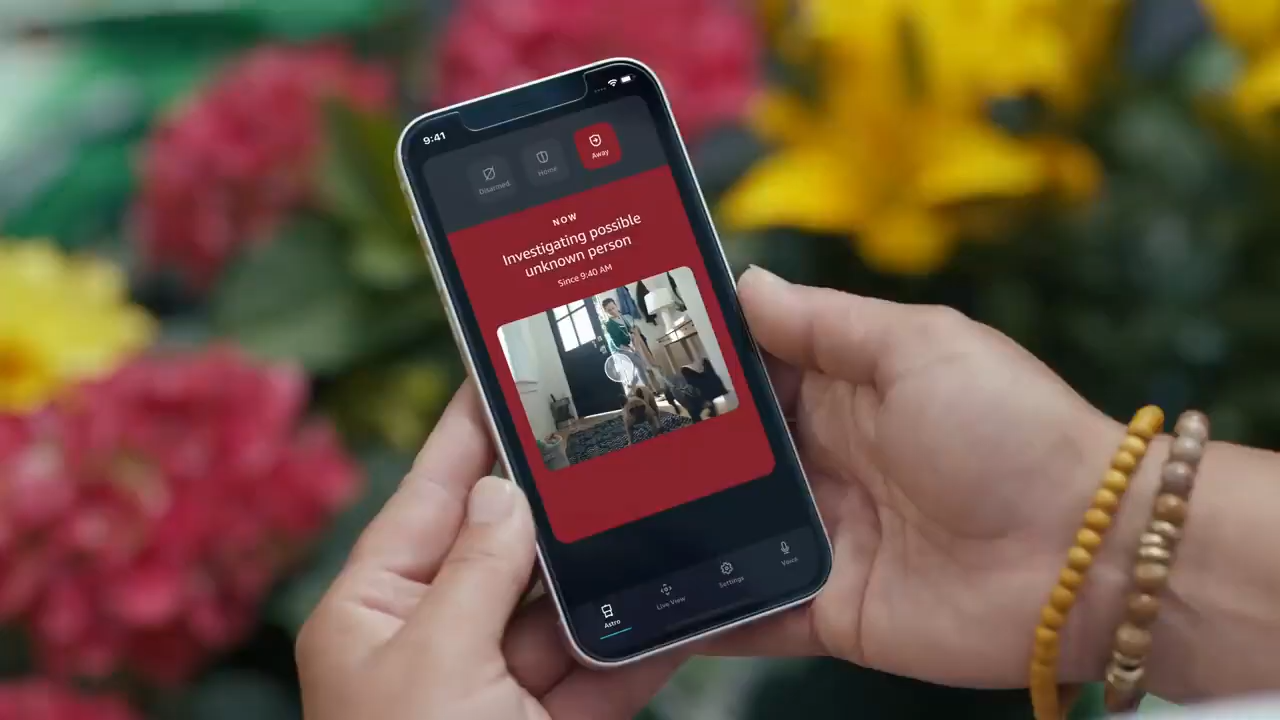 9:41
Disarmed
Home
Away
NOW
Investigating possible
unknown person
Since 9:40 AM
Astro
Live View
Settings
Voice